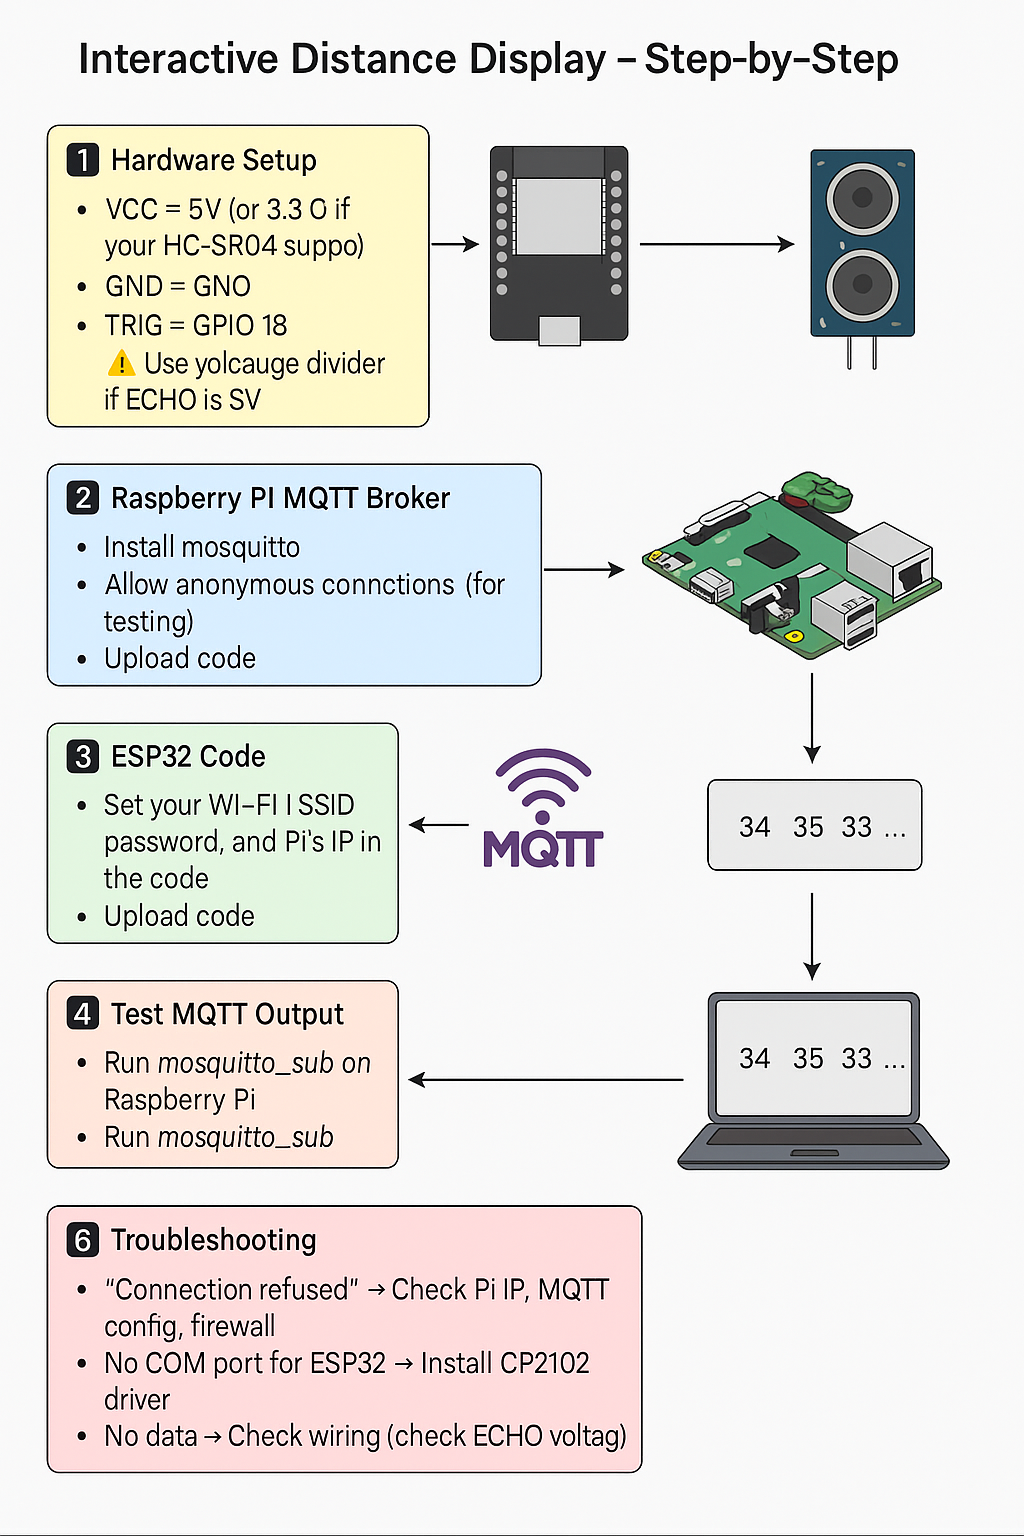 Interactive Distance Display – Step-by-Step
1 Hardware Setup
• VCC = 5V (or 3.3 O if
your HC-SR04 suppo)
• GND = GNO
• TRIG = GPIO 18
⚠ Use yolcauge divider
if ECHO is SV
2 Raspberry PI MQTT Broker
• Install mosquitto
• Allow anonymous connctions (for
testing)
• Upload code
3 ESP32 Code
• Set your WI–FI I SSID
password, and Pi's IP in
the code
• Upload code
MQTT
34 35 33 ...
4 Test MQTT Output
• Run mosquitto_sub on
Raspberry Pi
• Run mosquitto_sub
34 35 33 ...
6 Troubleshooting
• “Connection refused” → Check Pi IP, MQTT
config, firewall
• No COM port for ESP32 → Install CP2102
driver
• No data → Check wiring (check ECHO voltag)